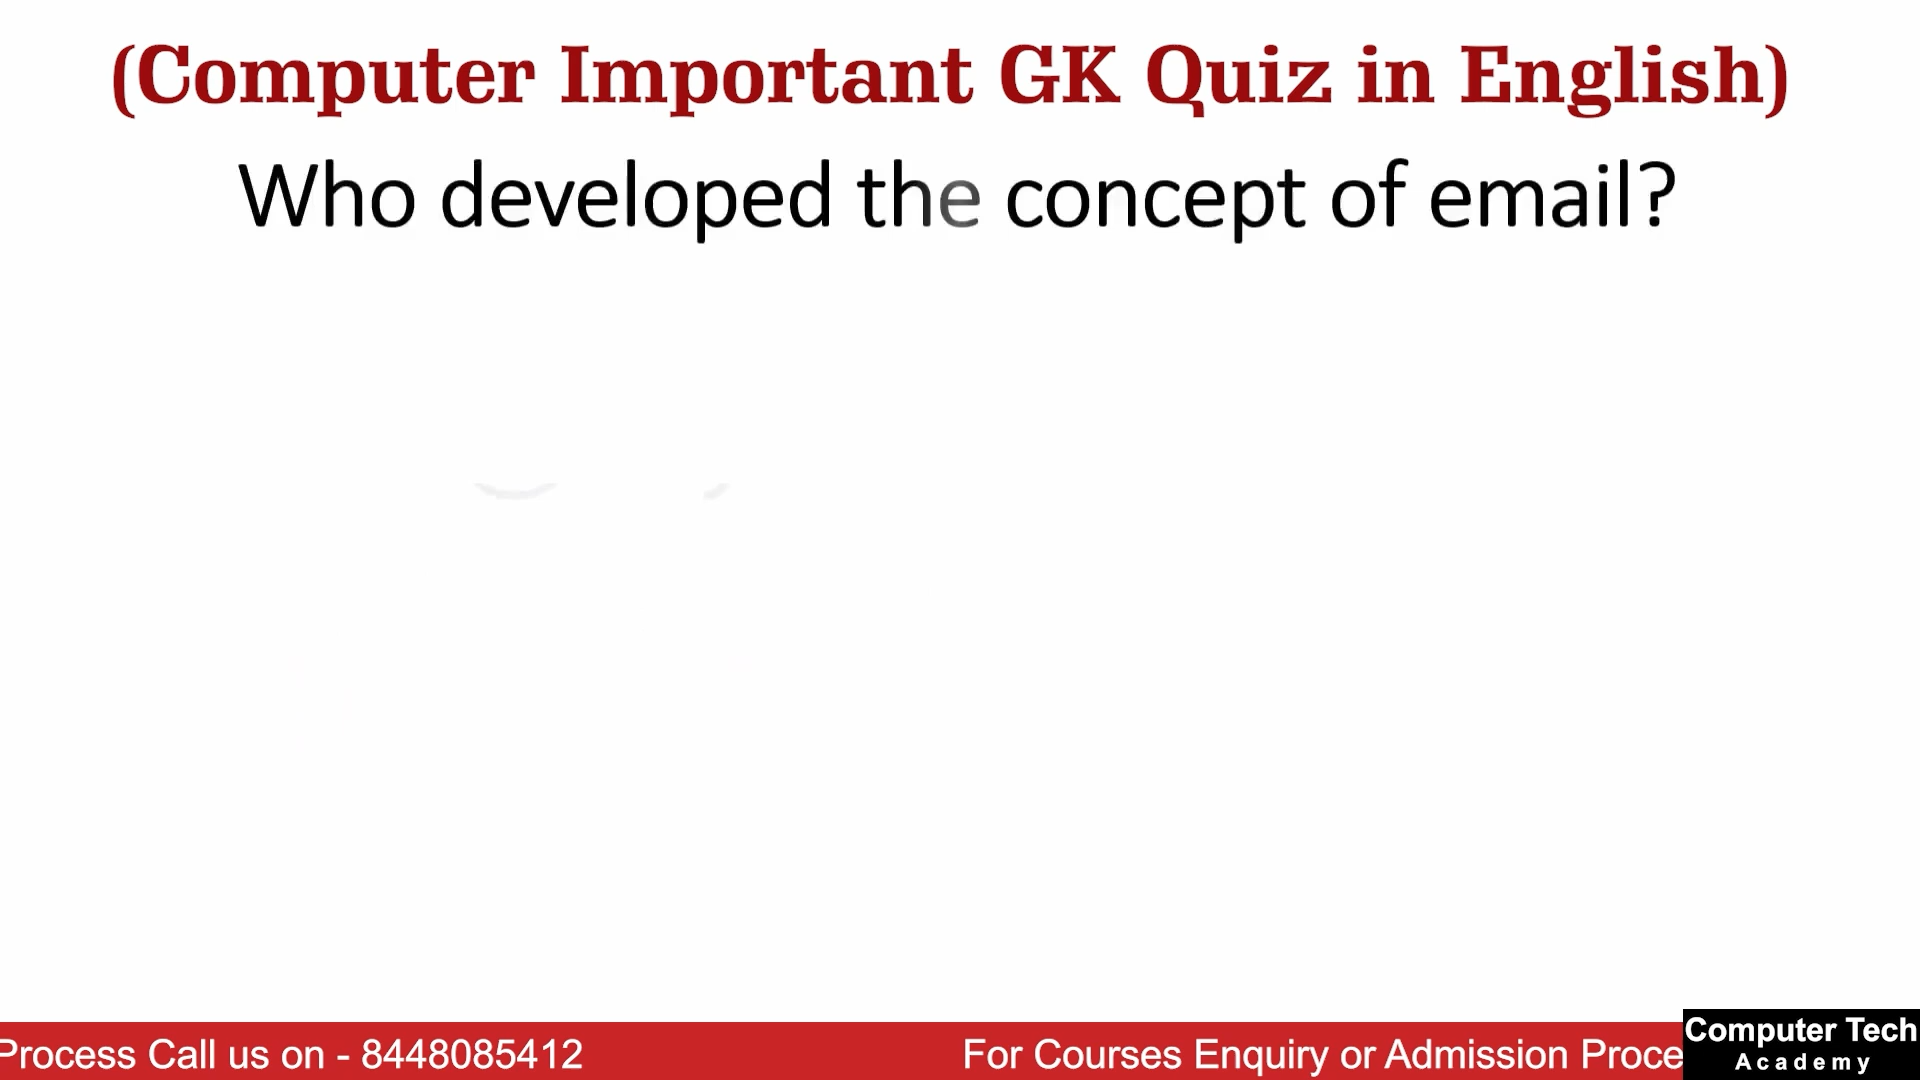 (Computer Important GK Quiz in English)
Who developed the concept of email?
Process Call us on - 8448085412
For Courses Enquiry or Admission Proce
Computer Tech
Academy